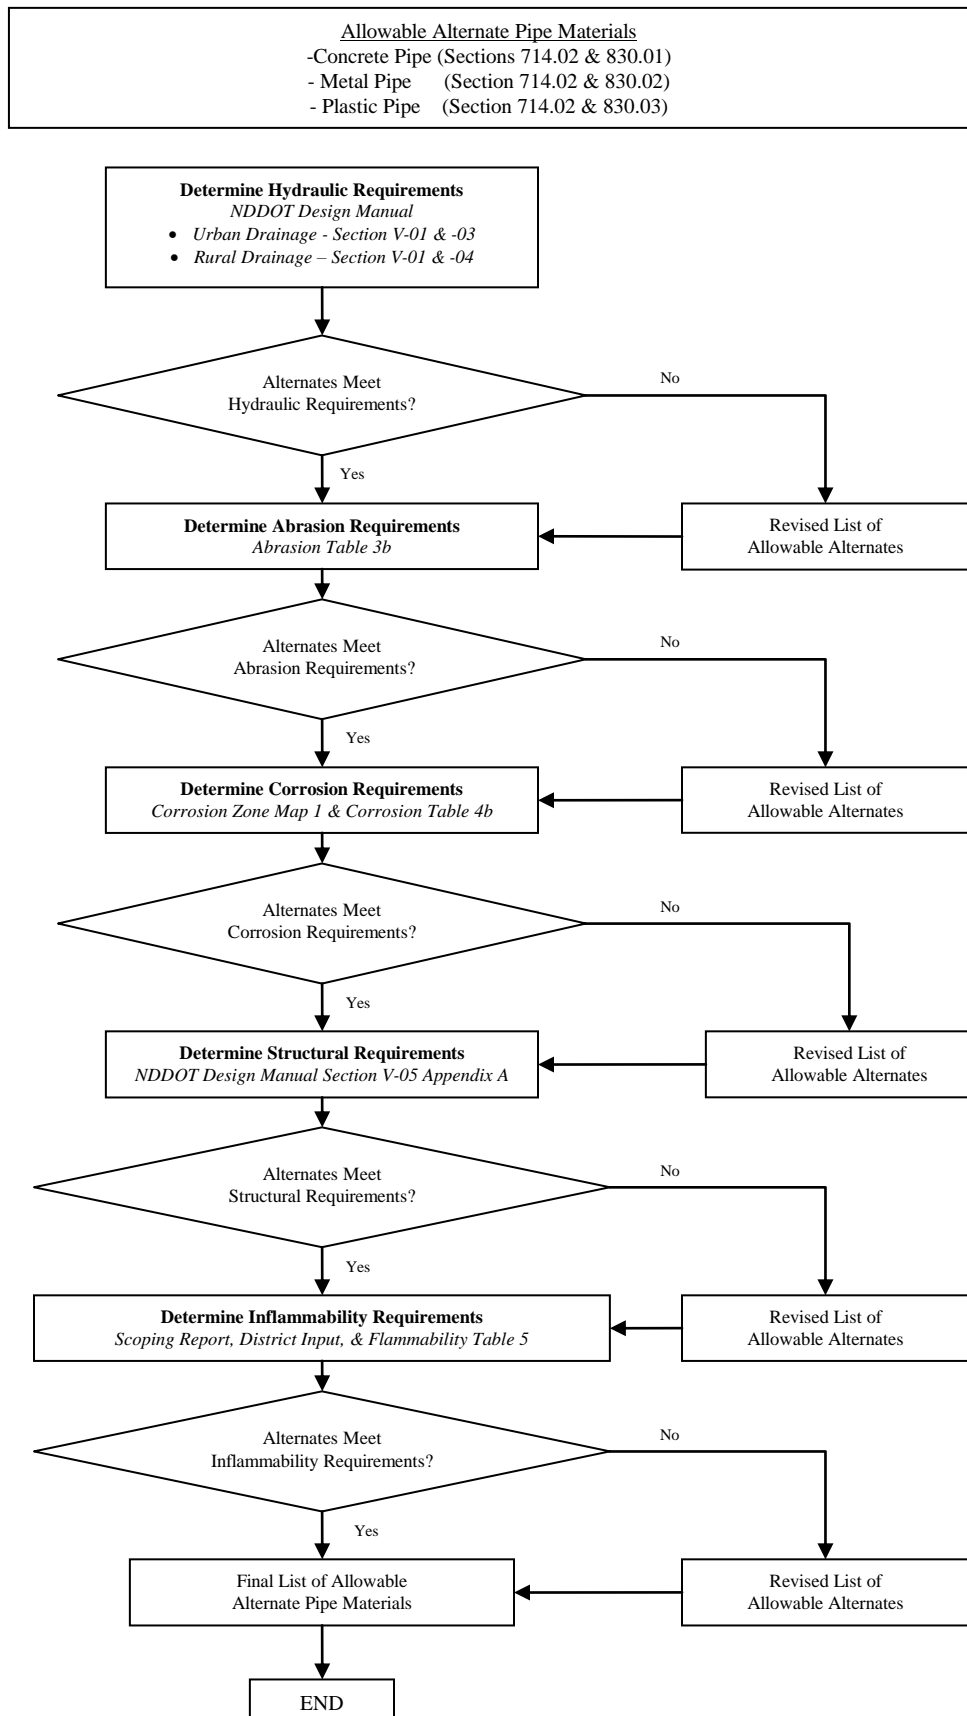 Allowable Alternate Pipe Materials
-Concrete Pipe (Sections 714.02 & 830.01)
- Metal Pipe (Section 714.02 & 830.02)
- Plastic Pipe (Section 714.02 & 830.03)
Determine Hydraulic Requirements
NDDOT Design Manual
• Urban Drainage - Section V-01 & -03
• Rural Drainage – Section V-01 & -04
Alternates Meet
Hydraulic Requirements?
No
Yes
Determine Abrasion Requirements
Abrasion Table 3b
Revised List of
Allowable Alternates
Alternates Meet
Abrasion Requirements?
No
Yes
Determine Corrosion Requirements
Corrosion Zone Map 1 & Corrosion Table 4b
Revised List of
Allowable Alternates
Alternates Meet
Corrosion Requirements?
No
Yes
Determine Structural Requirements
NDDOT Design Manual Section V-05 Appendix A
Revised List of
Allowable Alternates
Alternates Meet
Structural Requirements?
No
Yes
Determine Inflammability Requirements
Scoping Report, District Input, & Flammability Table 5
Revised List of
Allowable Alternates
Alternates Meet
Inflammability Requirements?
No
Yes
Final List of Allowable
Alternate Pipe Materials
Revised List of
Allowable Alternates
END